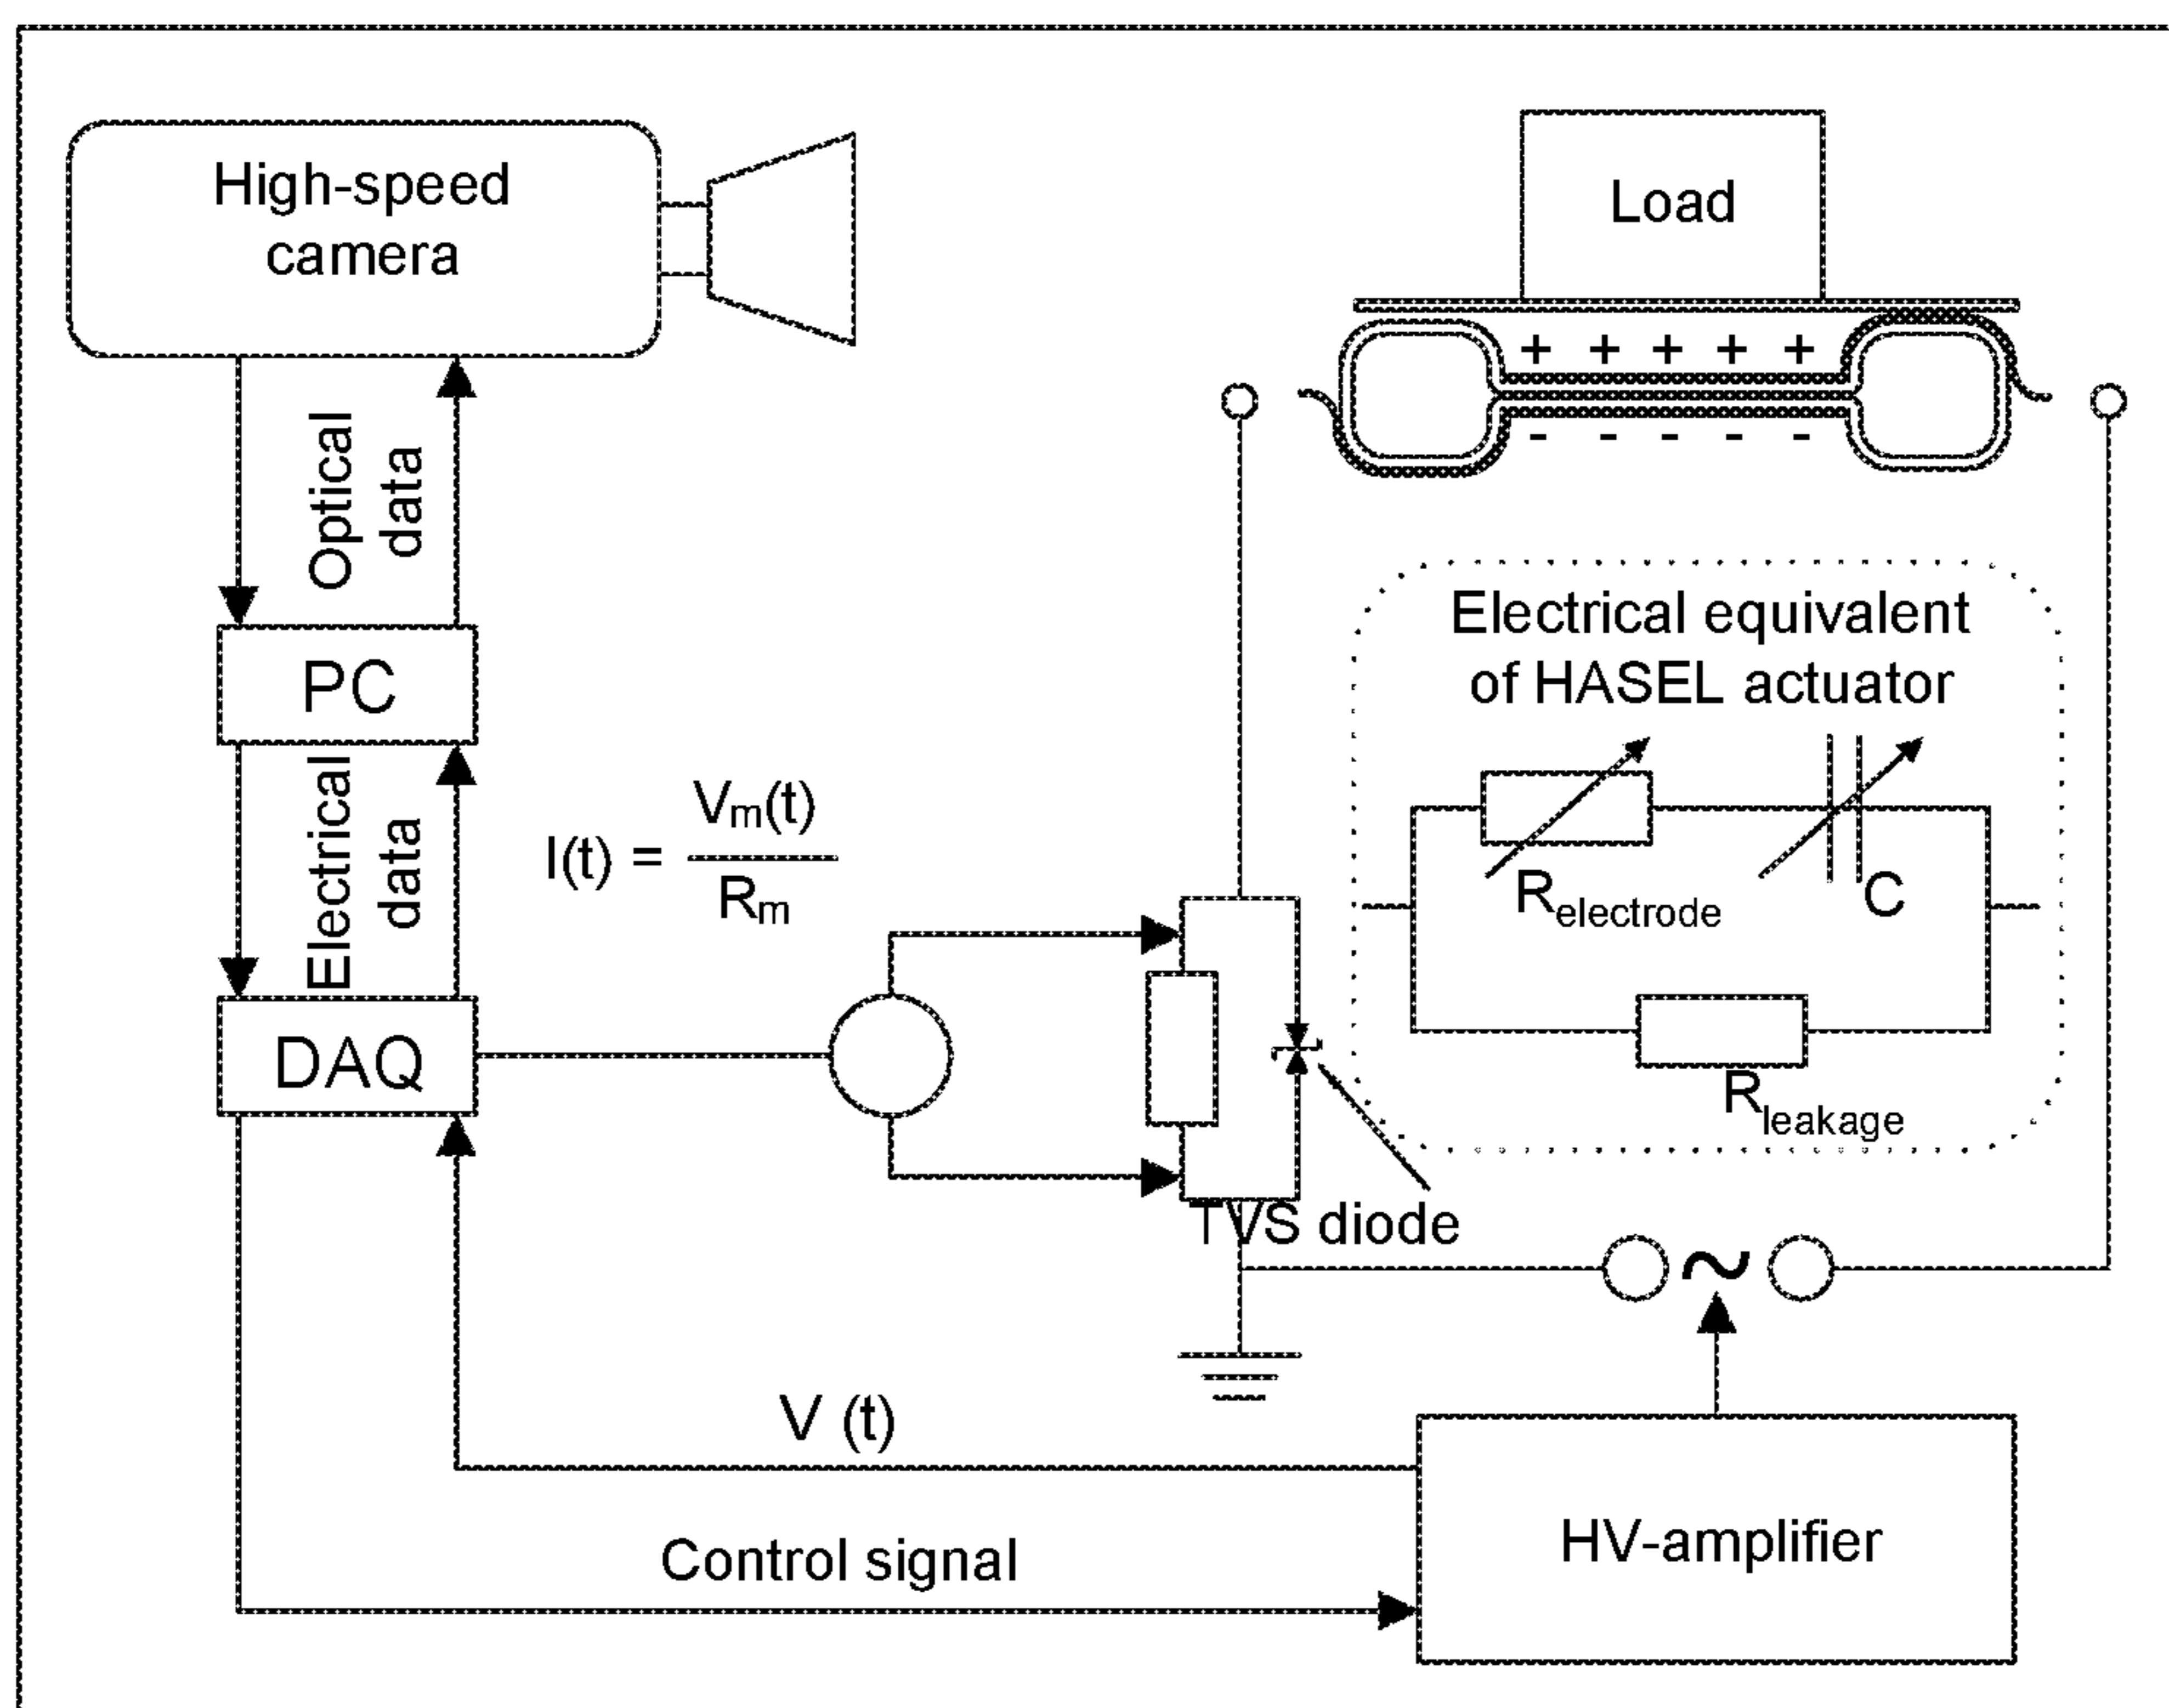 High-speed
camera
Load
+ + + + +
- - - - -
Optical
data
Electrical equivalent
of HASEL actuator
PC
Electrical
data
I(t) = Vm(t)
Rm
Relectrode
C
DAQ
Rleakage
TVS diode
~
V (t)
Control signal
HV-amplifier